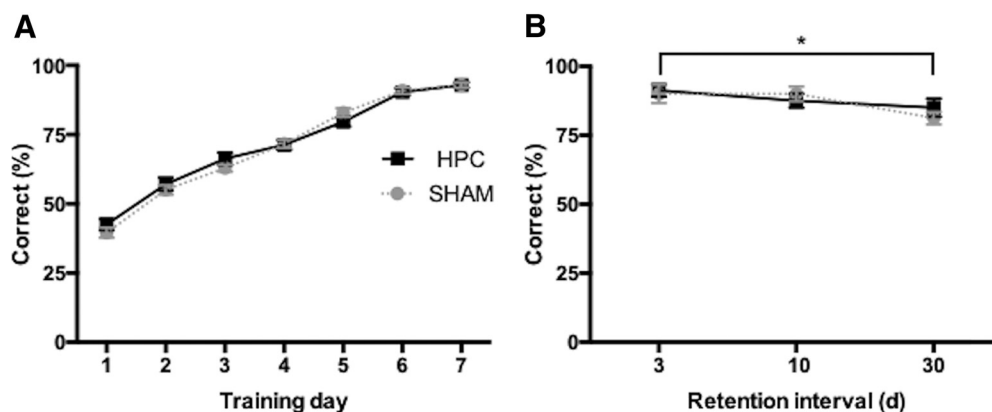 A
Correct (%)
100
75
50
25
0
1 2 3 4 5 6 7
Training day
HPC
SHAM
B
*
Correct (%)
100
75
50
25
0
3 10 30
Retention interval (d)